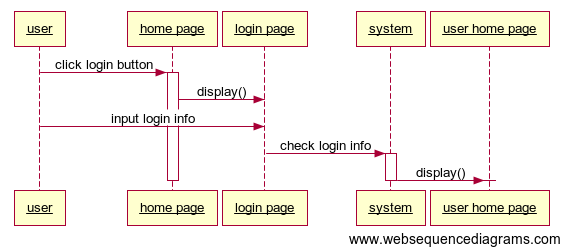 user
home page
login page
system
user home page
click login button
display()
input login info
check login info
display()
user
home page
login page
system
user home page
www.websequencediagrams.com